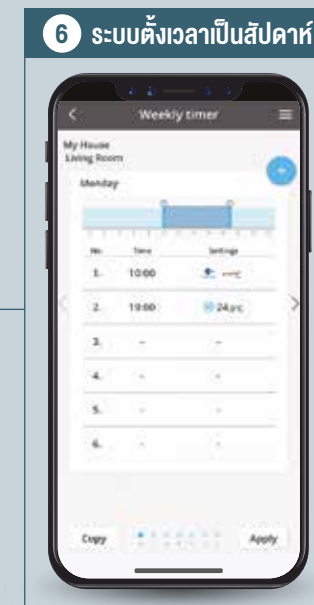 6 ระบบตั้งเวลาเป็นสัปดาห์
Weekly timer
My House
Living Room
Monday
No. Time Settings
1. 10:00
2. 19:00 24.0°C
3. - -
4. - -
5. - -
6. - -
Copy Apply